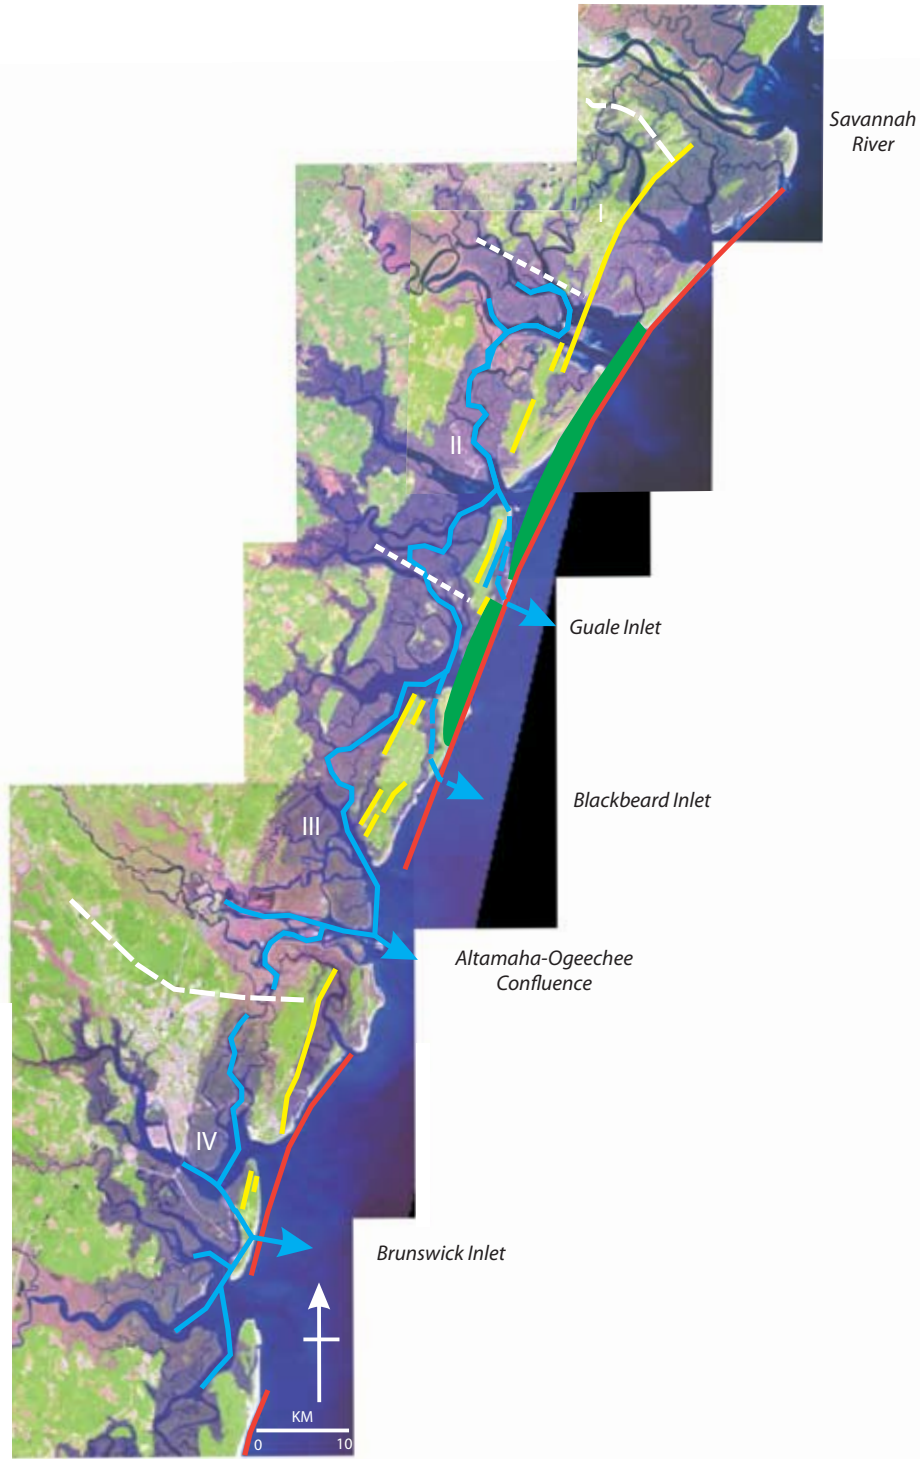 Savannah
River
I
II
Guale Inlet
Blackbeard Inlet
III
Altamaha-Ogeechee
Confluence
IV
Brunswick Inlet
KM
0 10